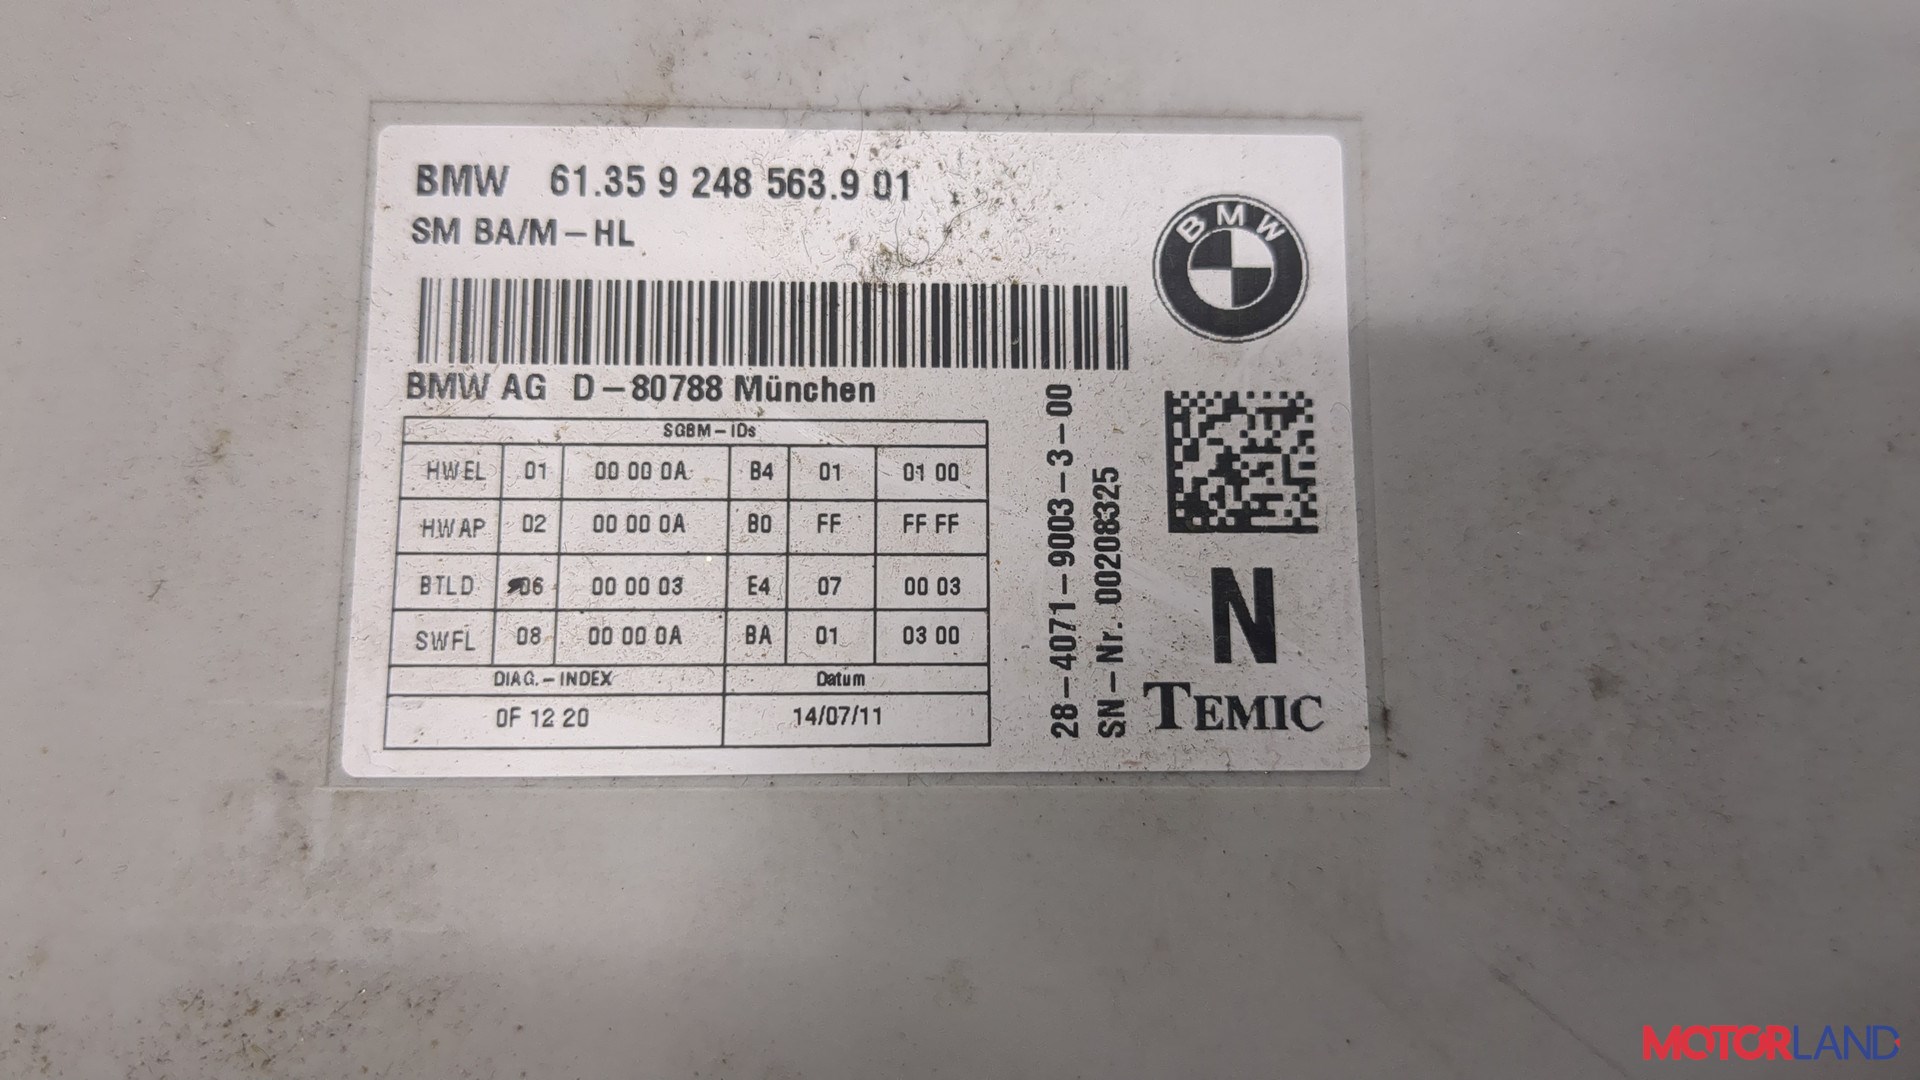 BMW 61.35 9 248 563.9 01
SM BA/M-HL
BMW
BMW AG D-80788 München
SGBM-IDs
HWEL 01 00 00 0A B4 01 01 00
HWAP 02 00 00 0A B0 FF FF FF
BTLD 06 00 00 03 E4 07 00 03
SWFL 08 00 00 0A BA 01 03 00
DIAG.-INDEX Datum
0F 12 20 14/07/11
28-4071-9003-3-00
SN-Nr. 00208325
N
TEMIC
MOTORLAND